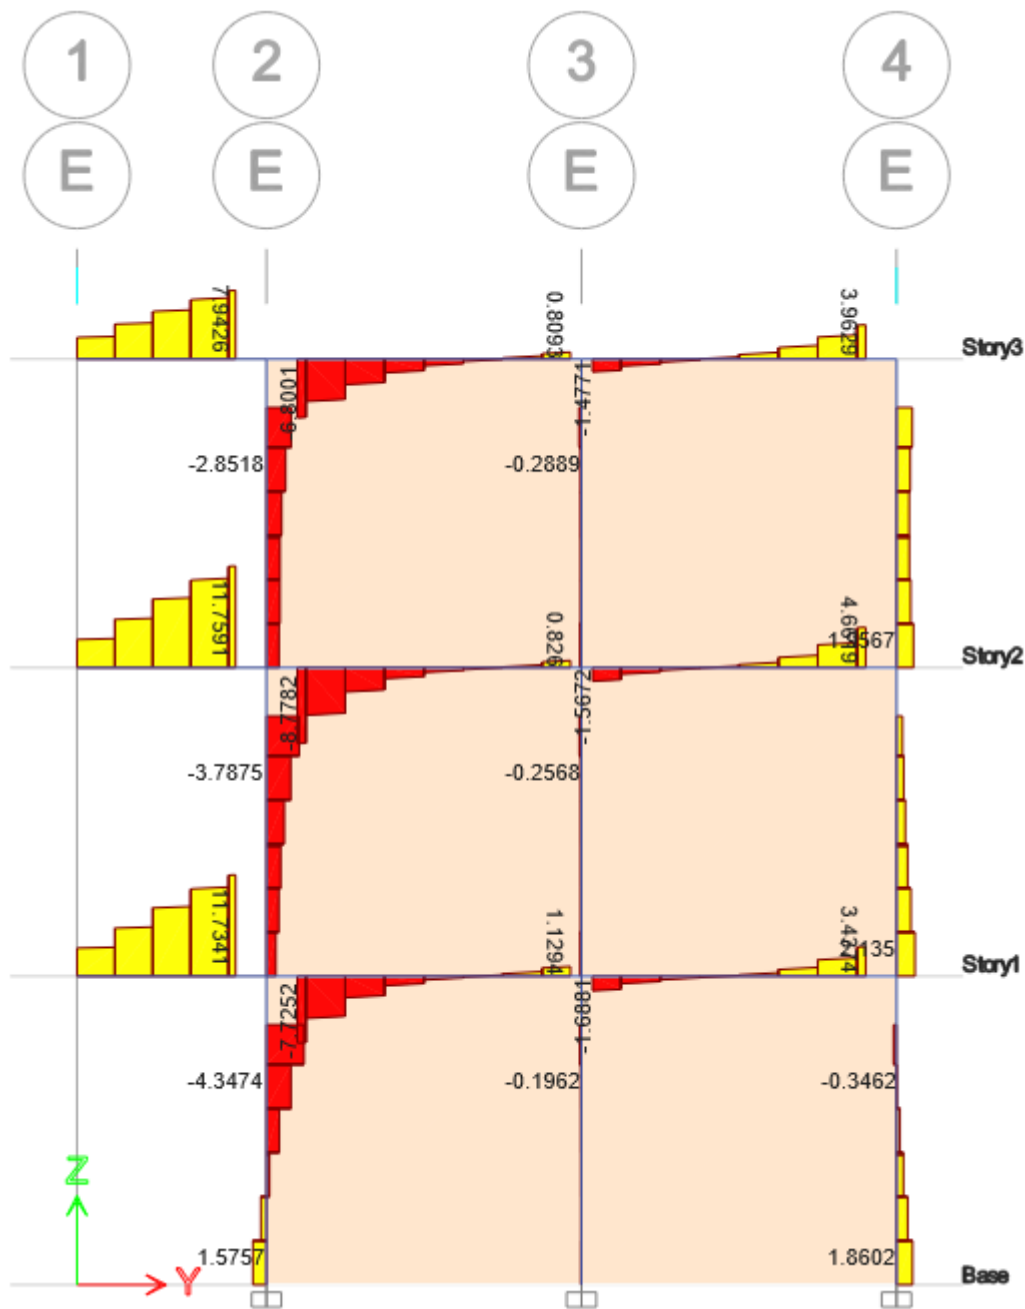 1 2 3 4
E E E E
7.9426 0.8093 3.9629
Story3
6.8001 -1.4771
-2.8518 -0.2889
11.7591 0.826
Story2
-8.7782 -1.5672
-3.7875 -0.2568
11.7341 1.1294 3.4274
Story1
-7.7252
-4.3474 -0.1962 -0.3462
Z
1.5757 1.8602
Y
Base